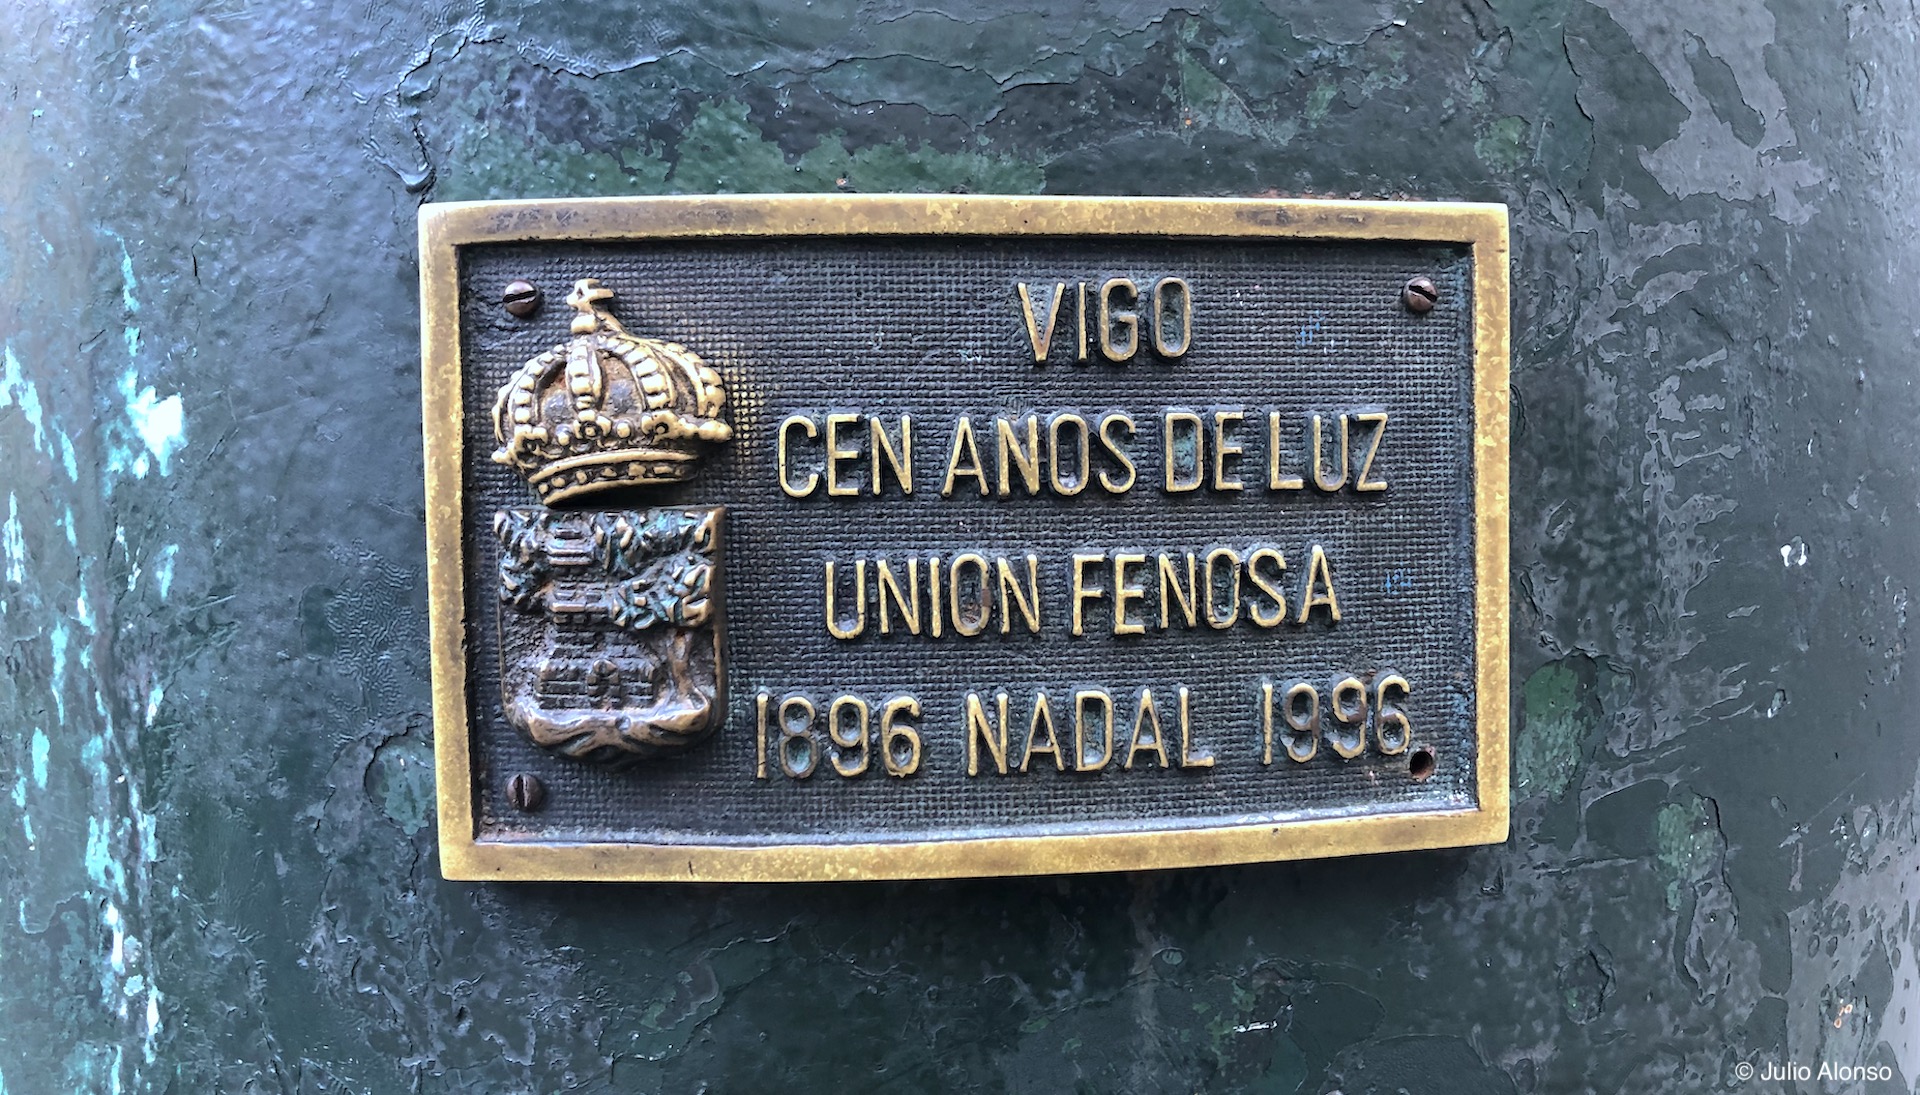 VIGO
CEN ANOS DE LUZ
UNION FENOSA
1896 NADAL 1996
© Julio Alonso